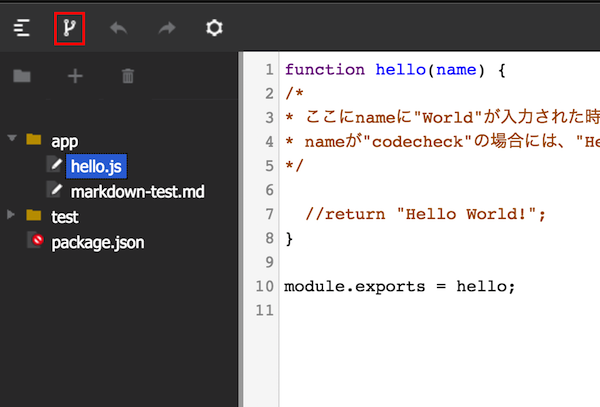 app
hello.js
markdown-test.md
test
package.json
1 function hello(name) {
2 /*
3 * ここにnameに"World"が入力された時
4 * nameが"codecheck"の場合には、"He
5 */
6
7 //return "Hello World!";
8 }
9
10 module.exports = hello;
11